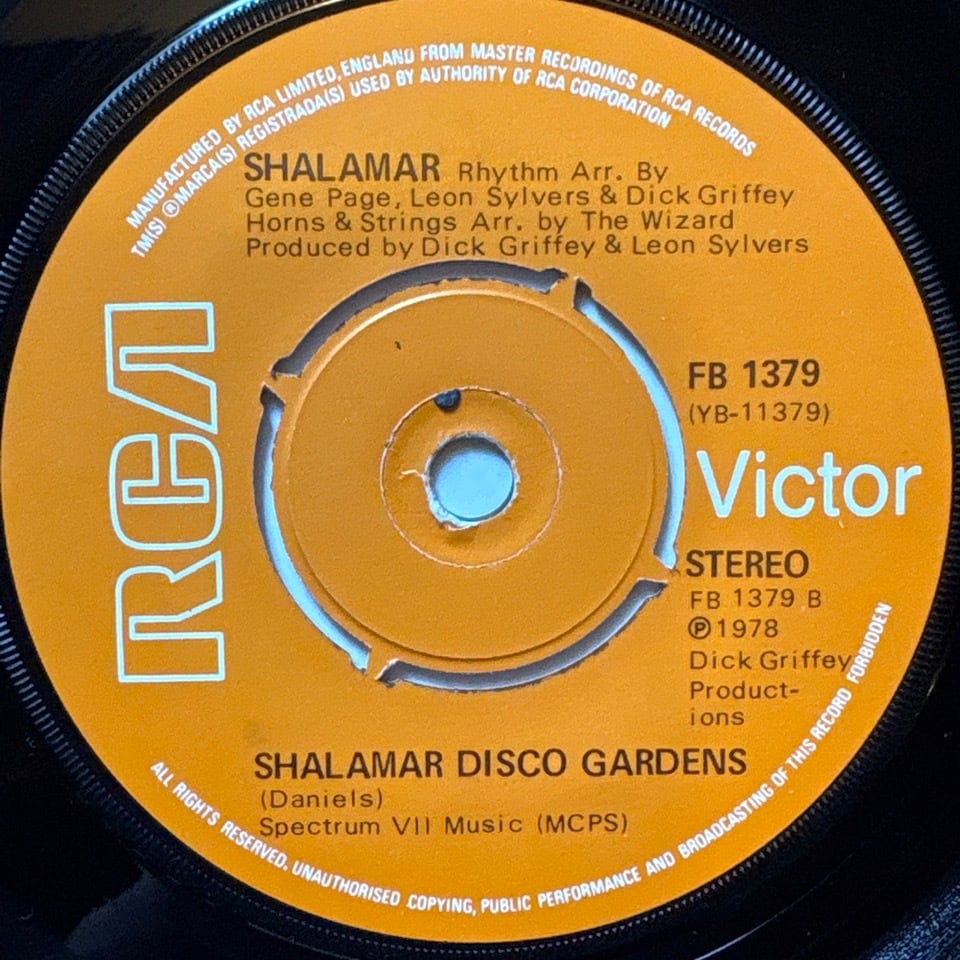 MANUFACTURED BY RCA LIMITED, ENGLAND FROM MASTER RECORDINGS OF RCA RECORDS
TM(S) ®MARCA(S) REGISTRADA(S) USED BY AUTHORITY OF RCA CORPORATION
SHALAMAR Rhythm Arr. By
Gene Page, Leon Sylvers & Dick Griffey
Horns & Strings Arr. by The Wizard
Produced by Dick Griffey & Leon Sylvers
RCA
FB 1379
(YB-11379)
Victor
STEREO
FB 1379 B
℗1978
Dick Griffey
Product-
ions
SHALAMAR DISCO GARDENS
(Daniels)
Spectrum VII Music (MCPS)
ALL RIGHTS RESERVED. UNAUTHORISED COPYING, PUBLIC PERFORMANCE AND BROADCASTING OF THIS RECORD FORBIDDEN